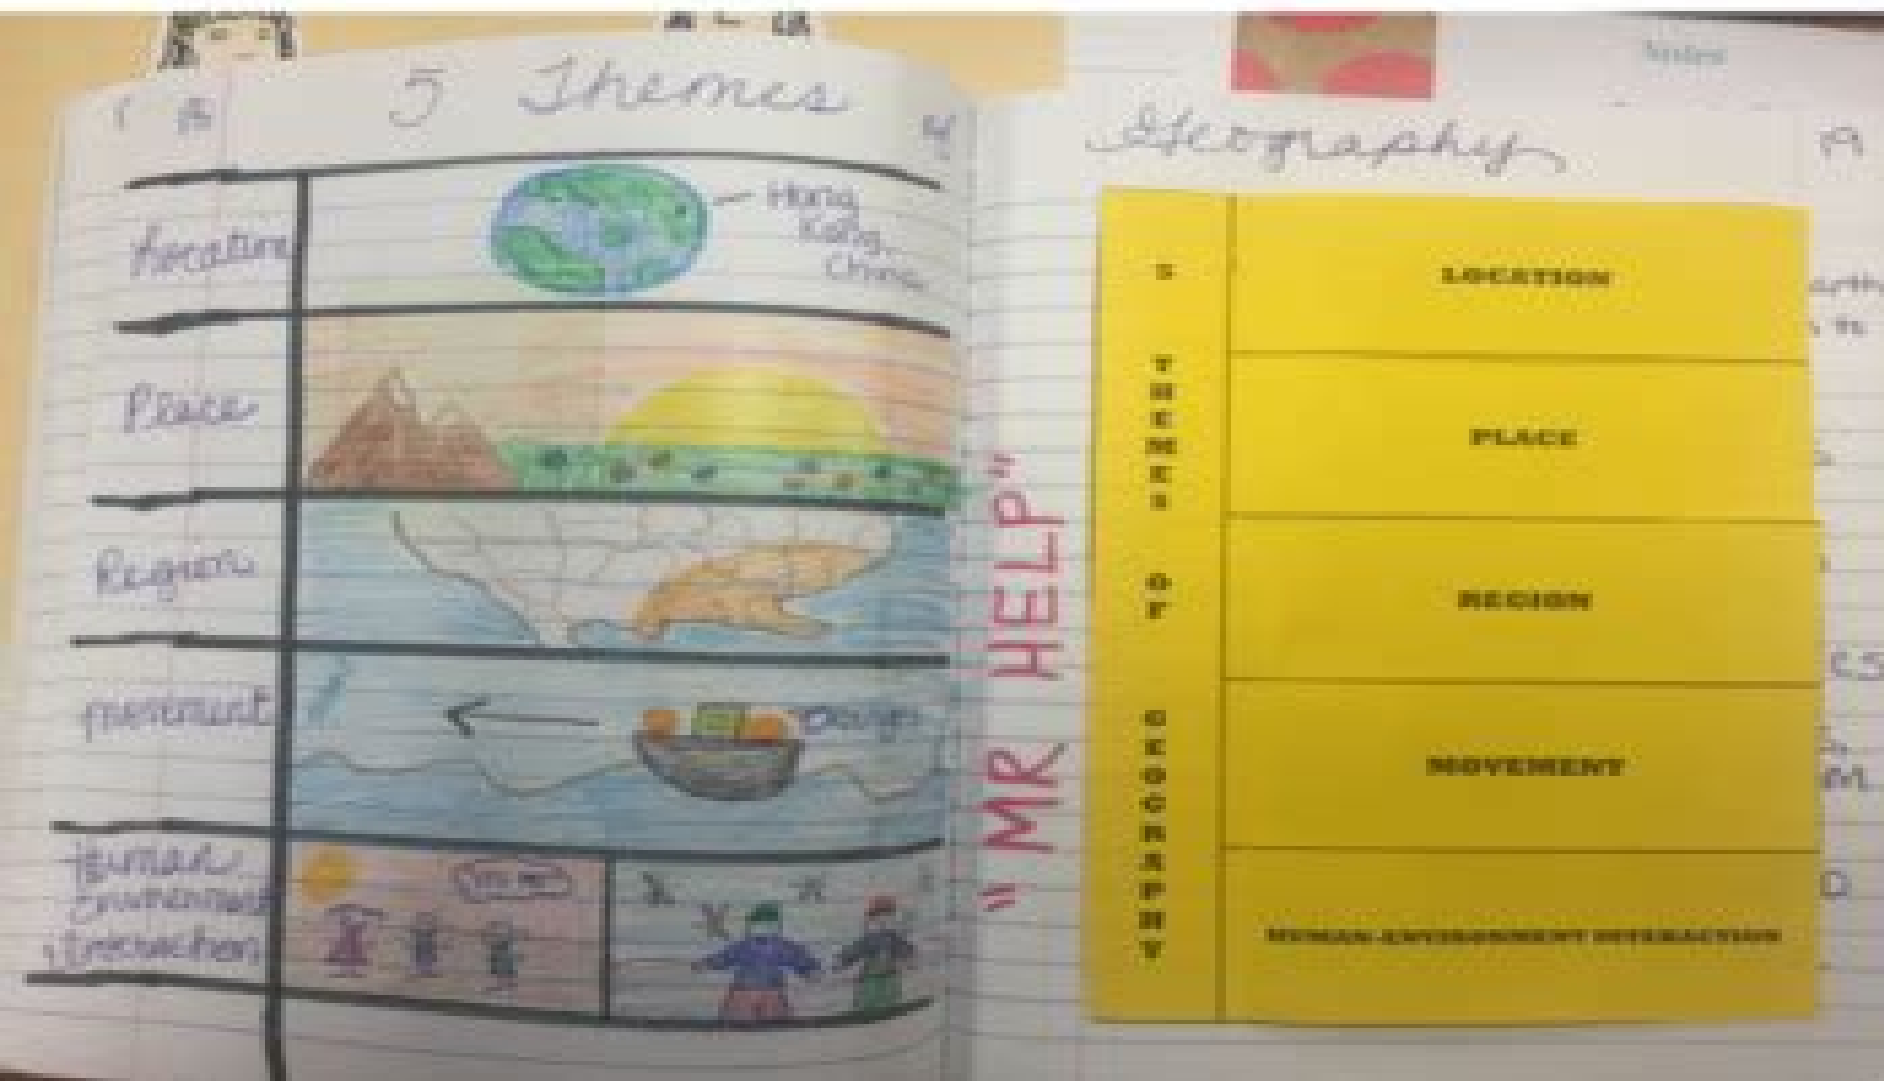 5 Themes
Location
Hong
Kong,
China
Place
Region
movement
Human
Environment
Interaction
"MR HELP"
Notes
Geography
5 THEMES OF GEOGRAPHY
LOCATION
PLACE
REGION
MOVEMENT
HUMAN-ENVIRONMENT INTERACTION